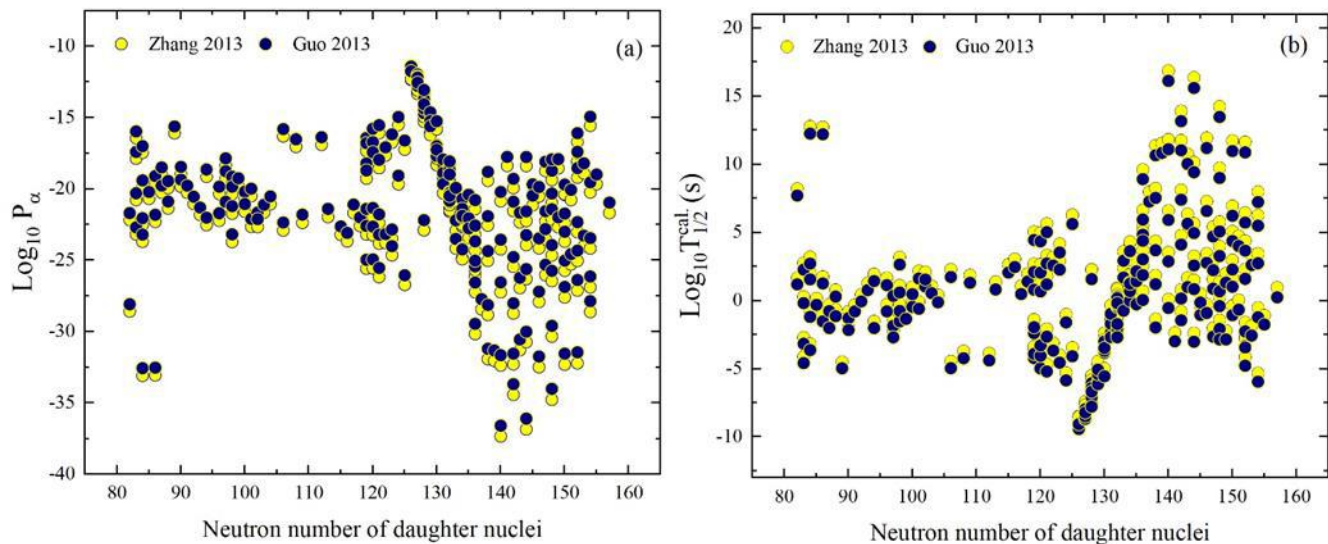 Zhang 2013 Guo 2013 (a)
-10
-15
-20
-25
-30
-35
-40
Log10 Pα
80 90 100 110 120 130 140 150 160
Neutron number of daughter nuclei
Zhang 2013 Guo 2013 (b)
20
15
10
5
0
-5
-10
Log10 T1/2cal. (s)
80 90 100 110 120 130 140 150 160
Neutron number of daughter nuclei